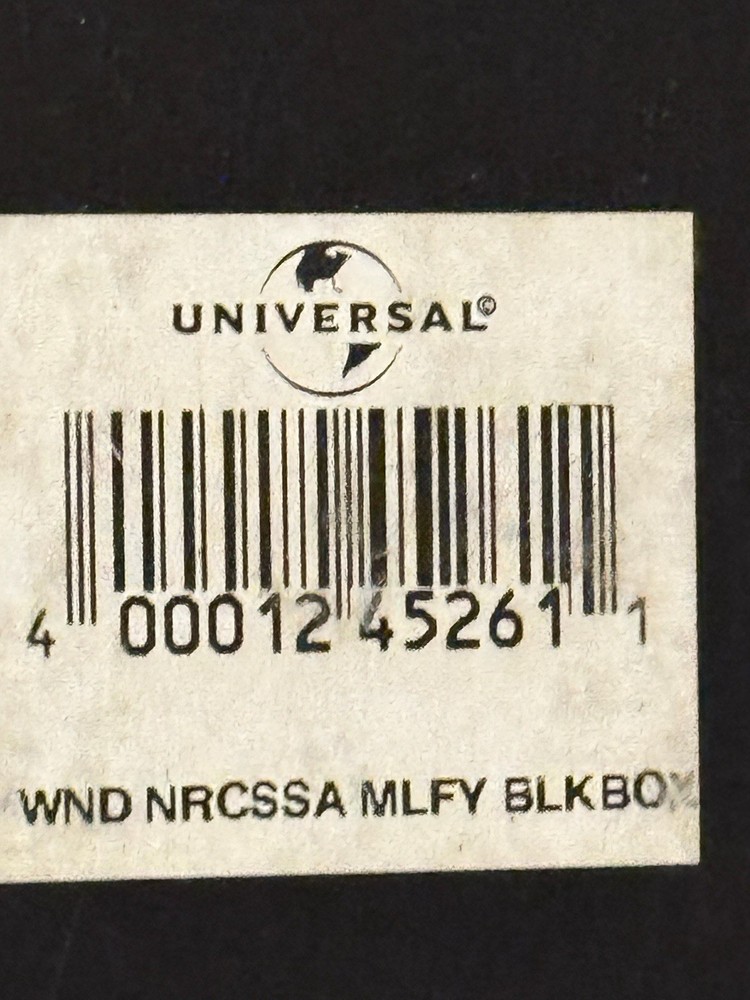 UNIVERSAL©
4 00012 45261 1
WND NRCSSA MLFY BLKBOX